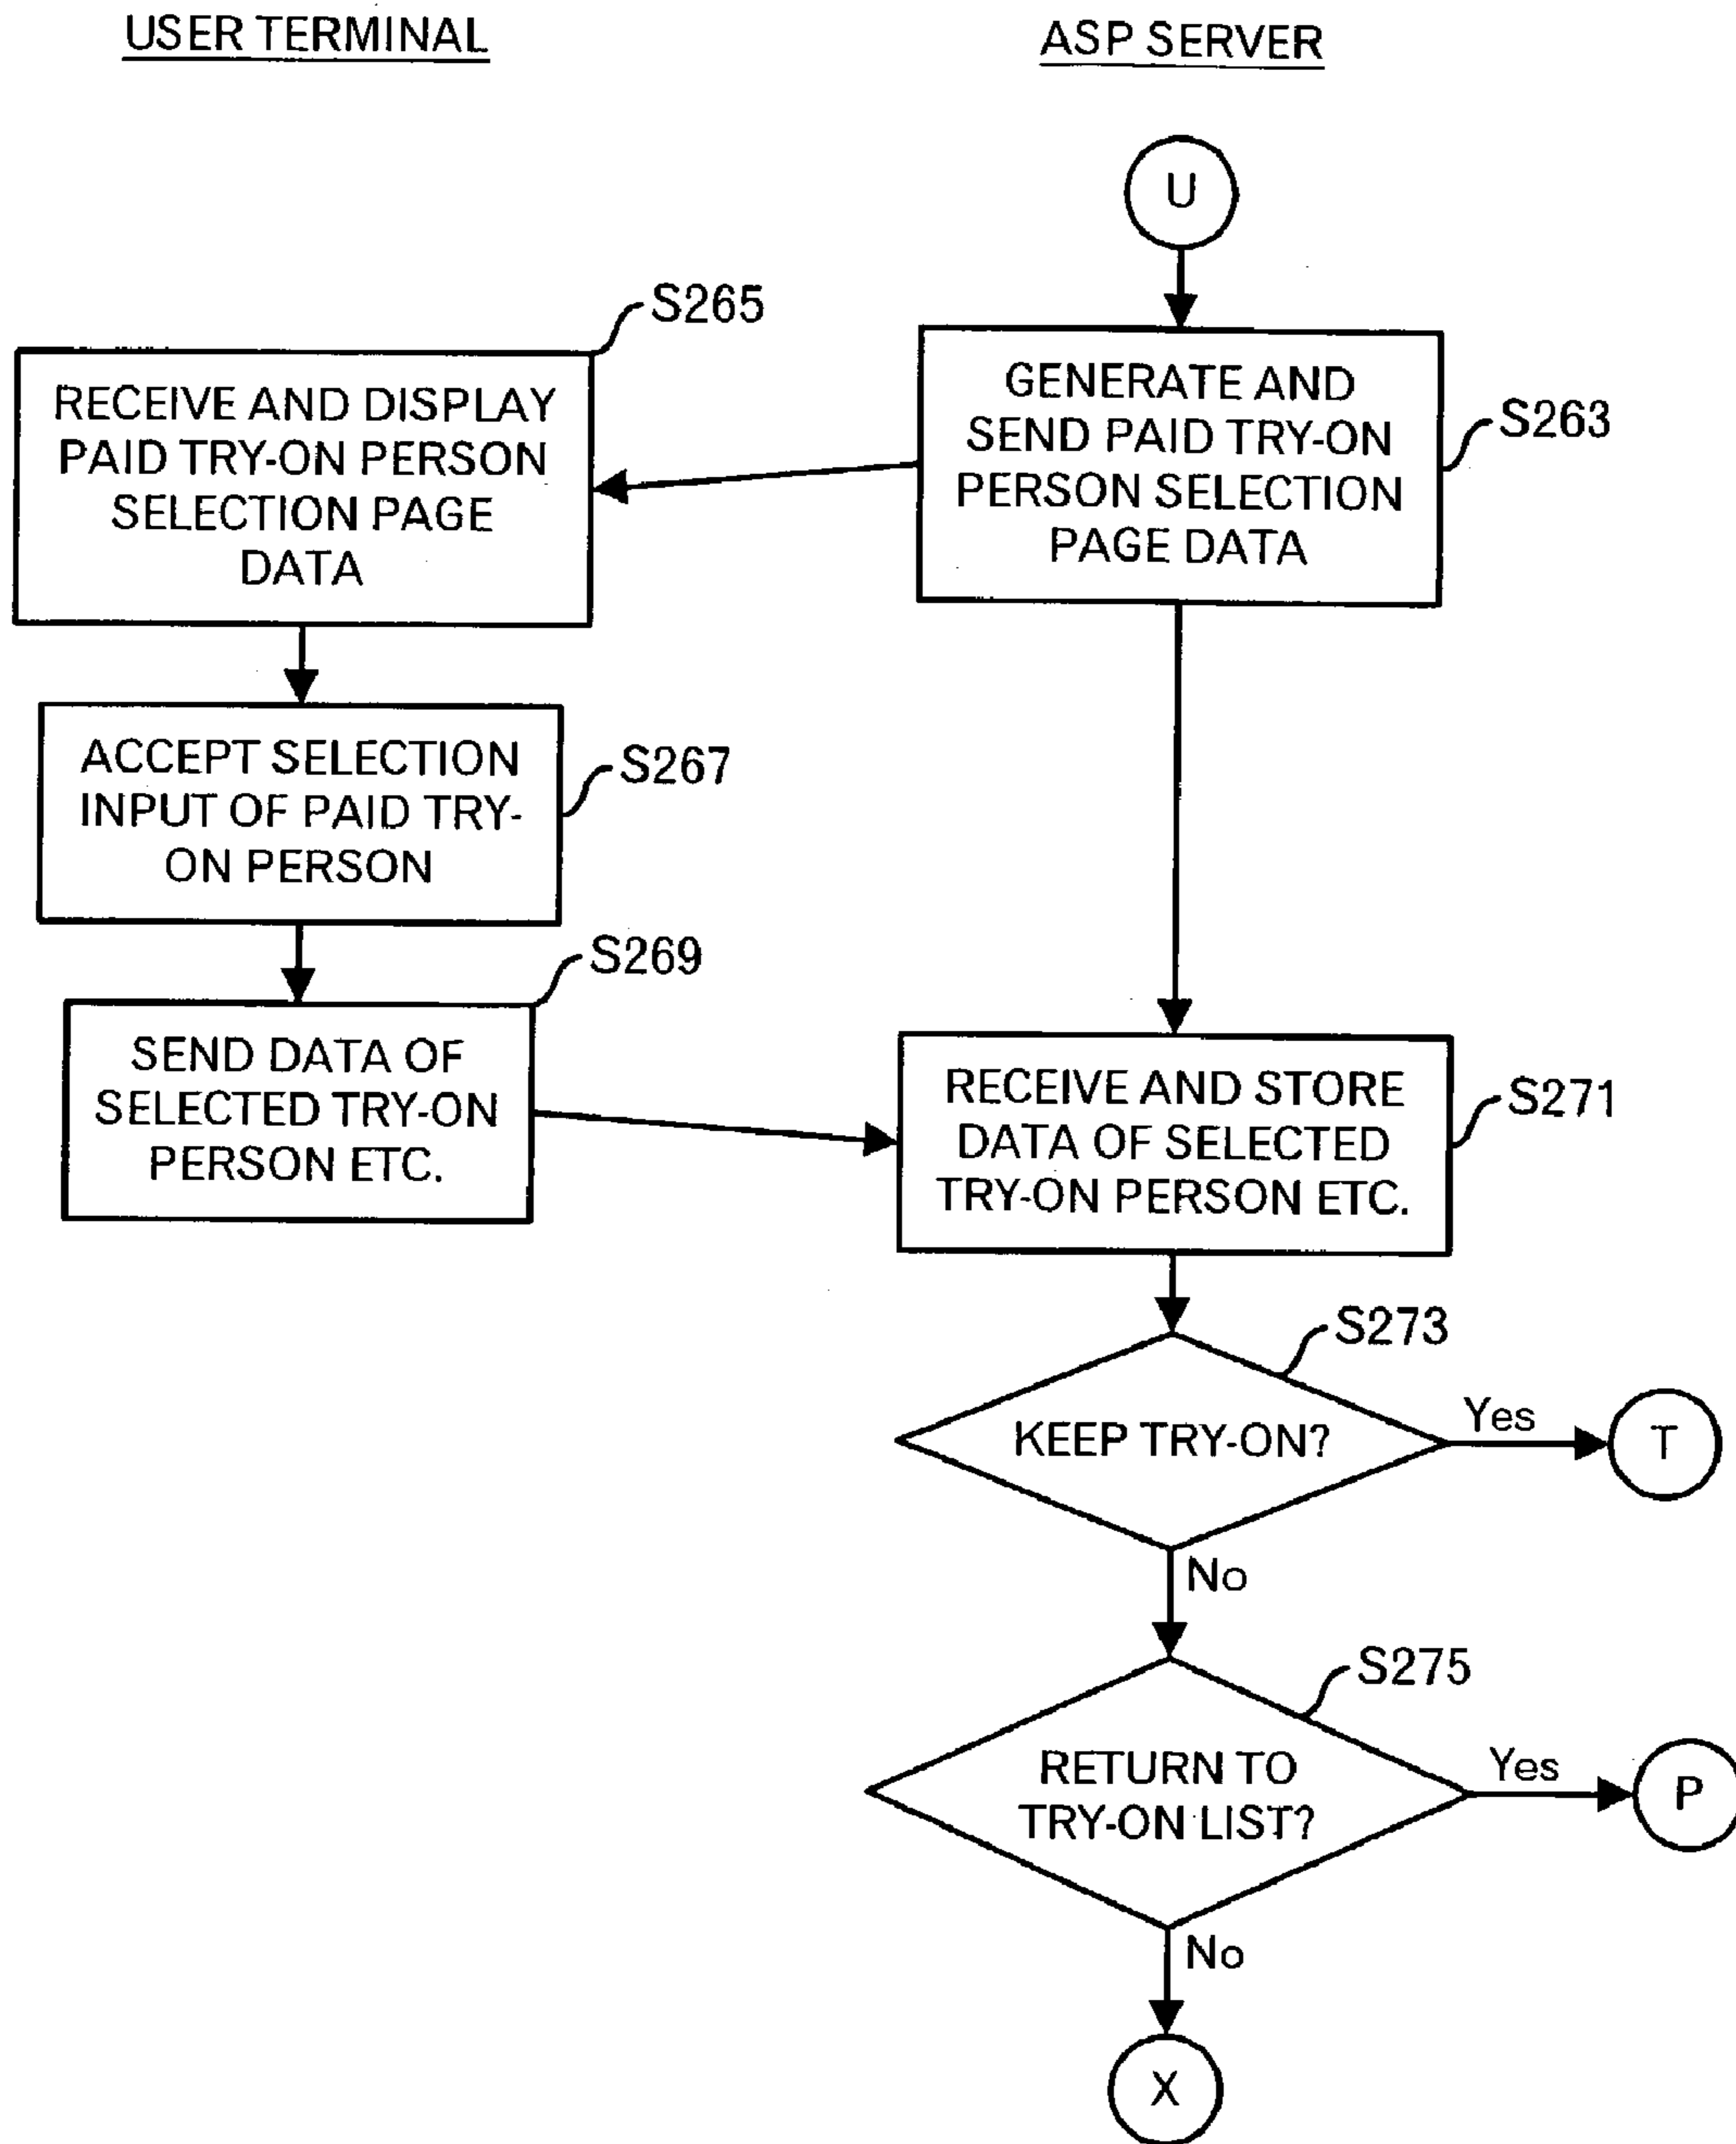 USER TERMINAL
ASP SERVER
U
S265
RECEIVE AND DISPLAY
PAID TRY-ON PERSON
SELECTION PAGE
DATA
GENERATE AND
SEND PAID TRY-ON
PERSON SELECTION
PAGE DATA
S263
ACCEPT SELECTION
INPUT OF PAID TRY-
ON PERSON
S267
S269
SEND DATA OF
SELECTED TRY-ON
PERSON ETC.
RECEIVE AND STORE
DATA OF SELECTED
TRY-ON PERSON ETC.
S271
S273
KEEP TRY-ON?
Yes
T
No
S275
RETURN TO
TRY-ON LIST?
Yes
P
No
X